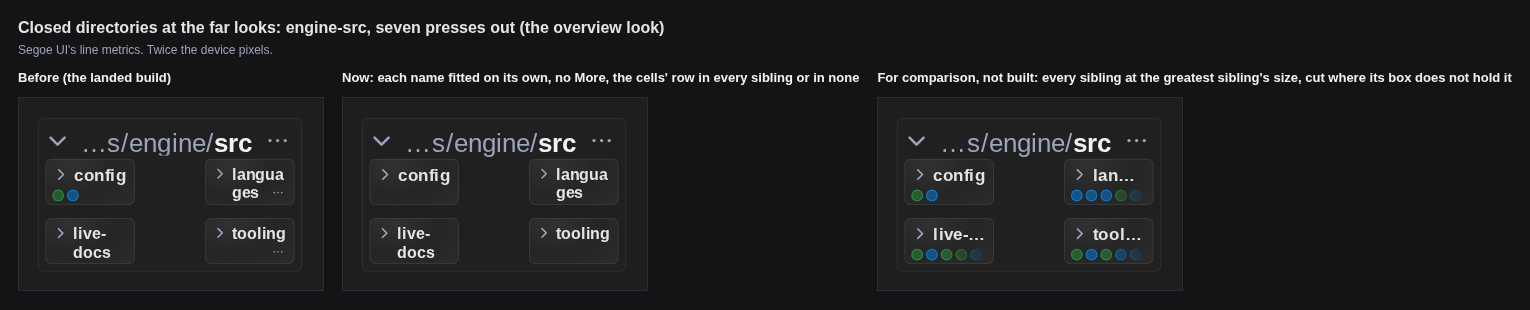 Closed directories at the far looks: engine-src, seven presses out (the overview look)
Segoe UI's line metrics. Twice the device pixels.
Before (the landed build)
…s/engine/src ···
config
langua
ges ···
live-
docs
tooling
···
Now: each name fitted on its own, no More, the cells' row in every sibling or in none
…s/engine/src ···
config
langua
ges
live-
docs
tooling
For comparison, not built: every sibling at the greatest sibling's size, cut where its box does not hold it
…s/engine/src ···
config
lan…
live-…
tool…